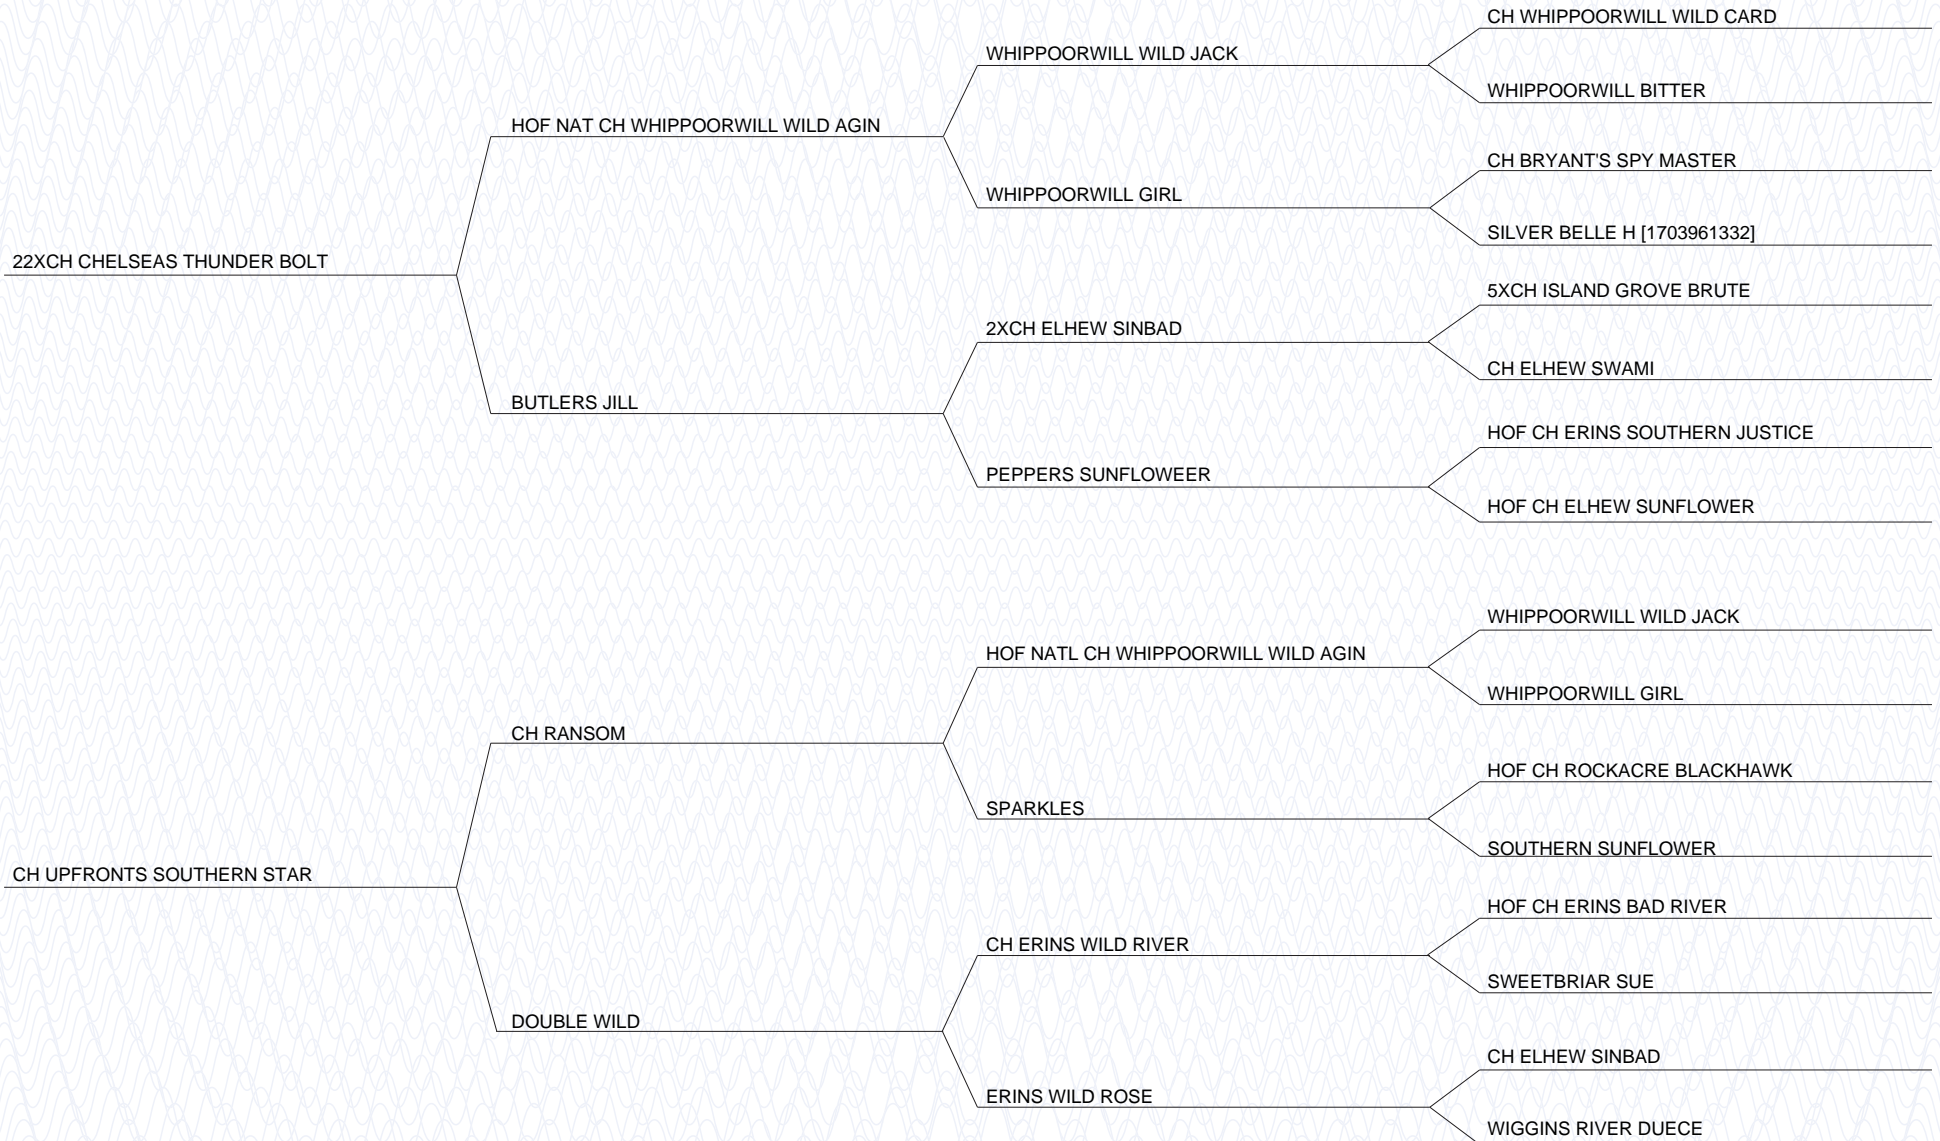 CH WHIPPOORWILL WILD CARD
WHIPPOORWILL WILD JACK
WHIPPOORWILL BITTER
HOF NAT CH WHIPPOORWILL WILD AGIN
CH BRYANT'S SPY MASTER
WHIPPOORWILL GIRL
SILVER BELLE H [1703961332]
22XCH CHELSEAS THUNDER BOLT
5XCH ISLAND GROVE BRUTE
2XCH ELHEW SINBAD
CH ELHEW SWAMI
BUTLERS JILL
HOF CH ERINS SOUTHERN JUSTICE
PEPPERS SUNFLOWEER
HOF CH ELHEW SUNFLOWER
WHIPPOORWILL WILD JACK
HOF NATL CH WHIPPOORWILL WILD AGIN
WHIPPOORWILL GIRL
CH RANSOM
HOF CH ROCKACRE BLACKHAWK
SPARKLES
SOUTHERN SUNFLOWER
CH UPFRONTS SOUTHERN STAR
HOF CH ERINS BAD RIVER
CH ERINS WILD RIVER
SWEETBRIAR SUE
DOUBLE WILD
CH ELHEW SINBAD
ERINS WILD ROSE
WIGGINS RIVER DUECE